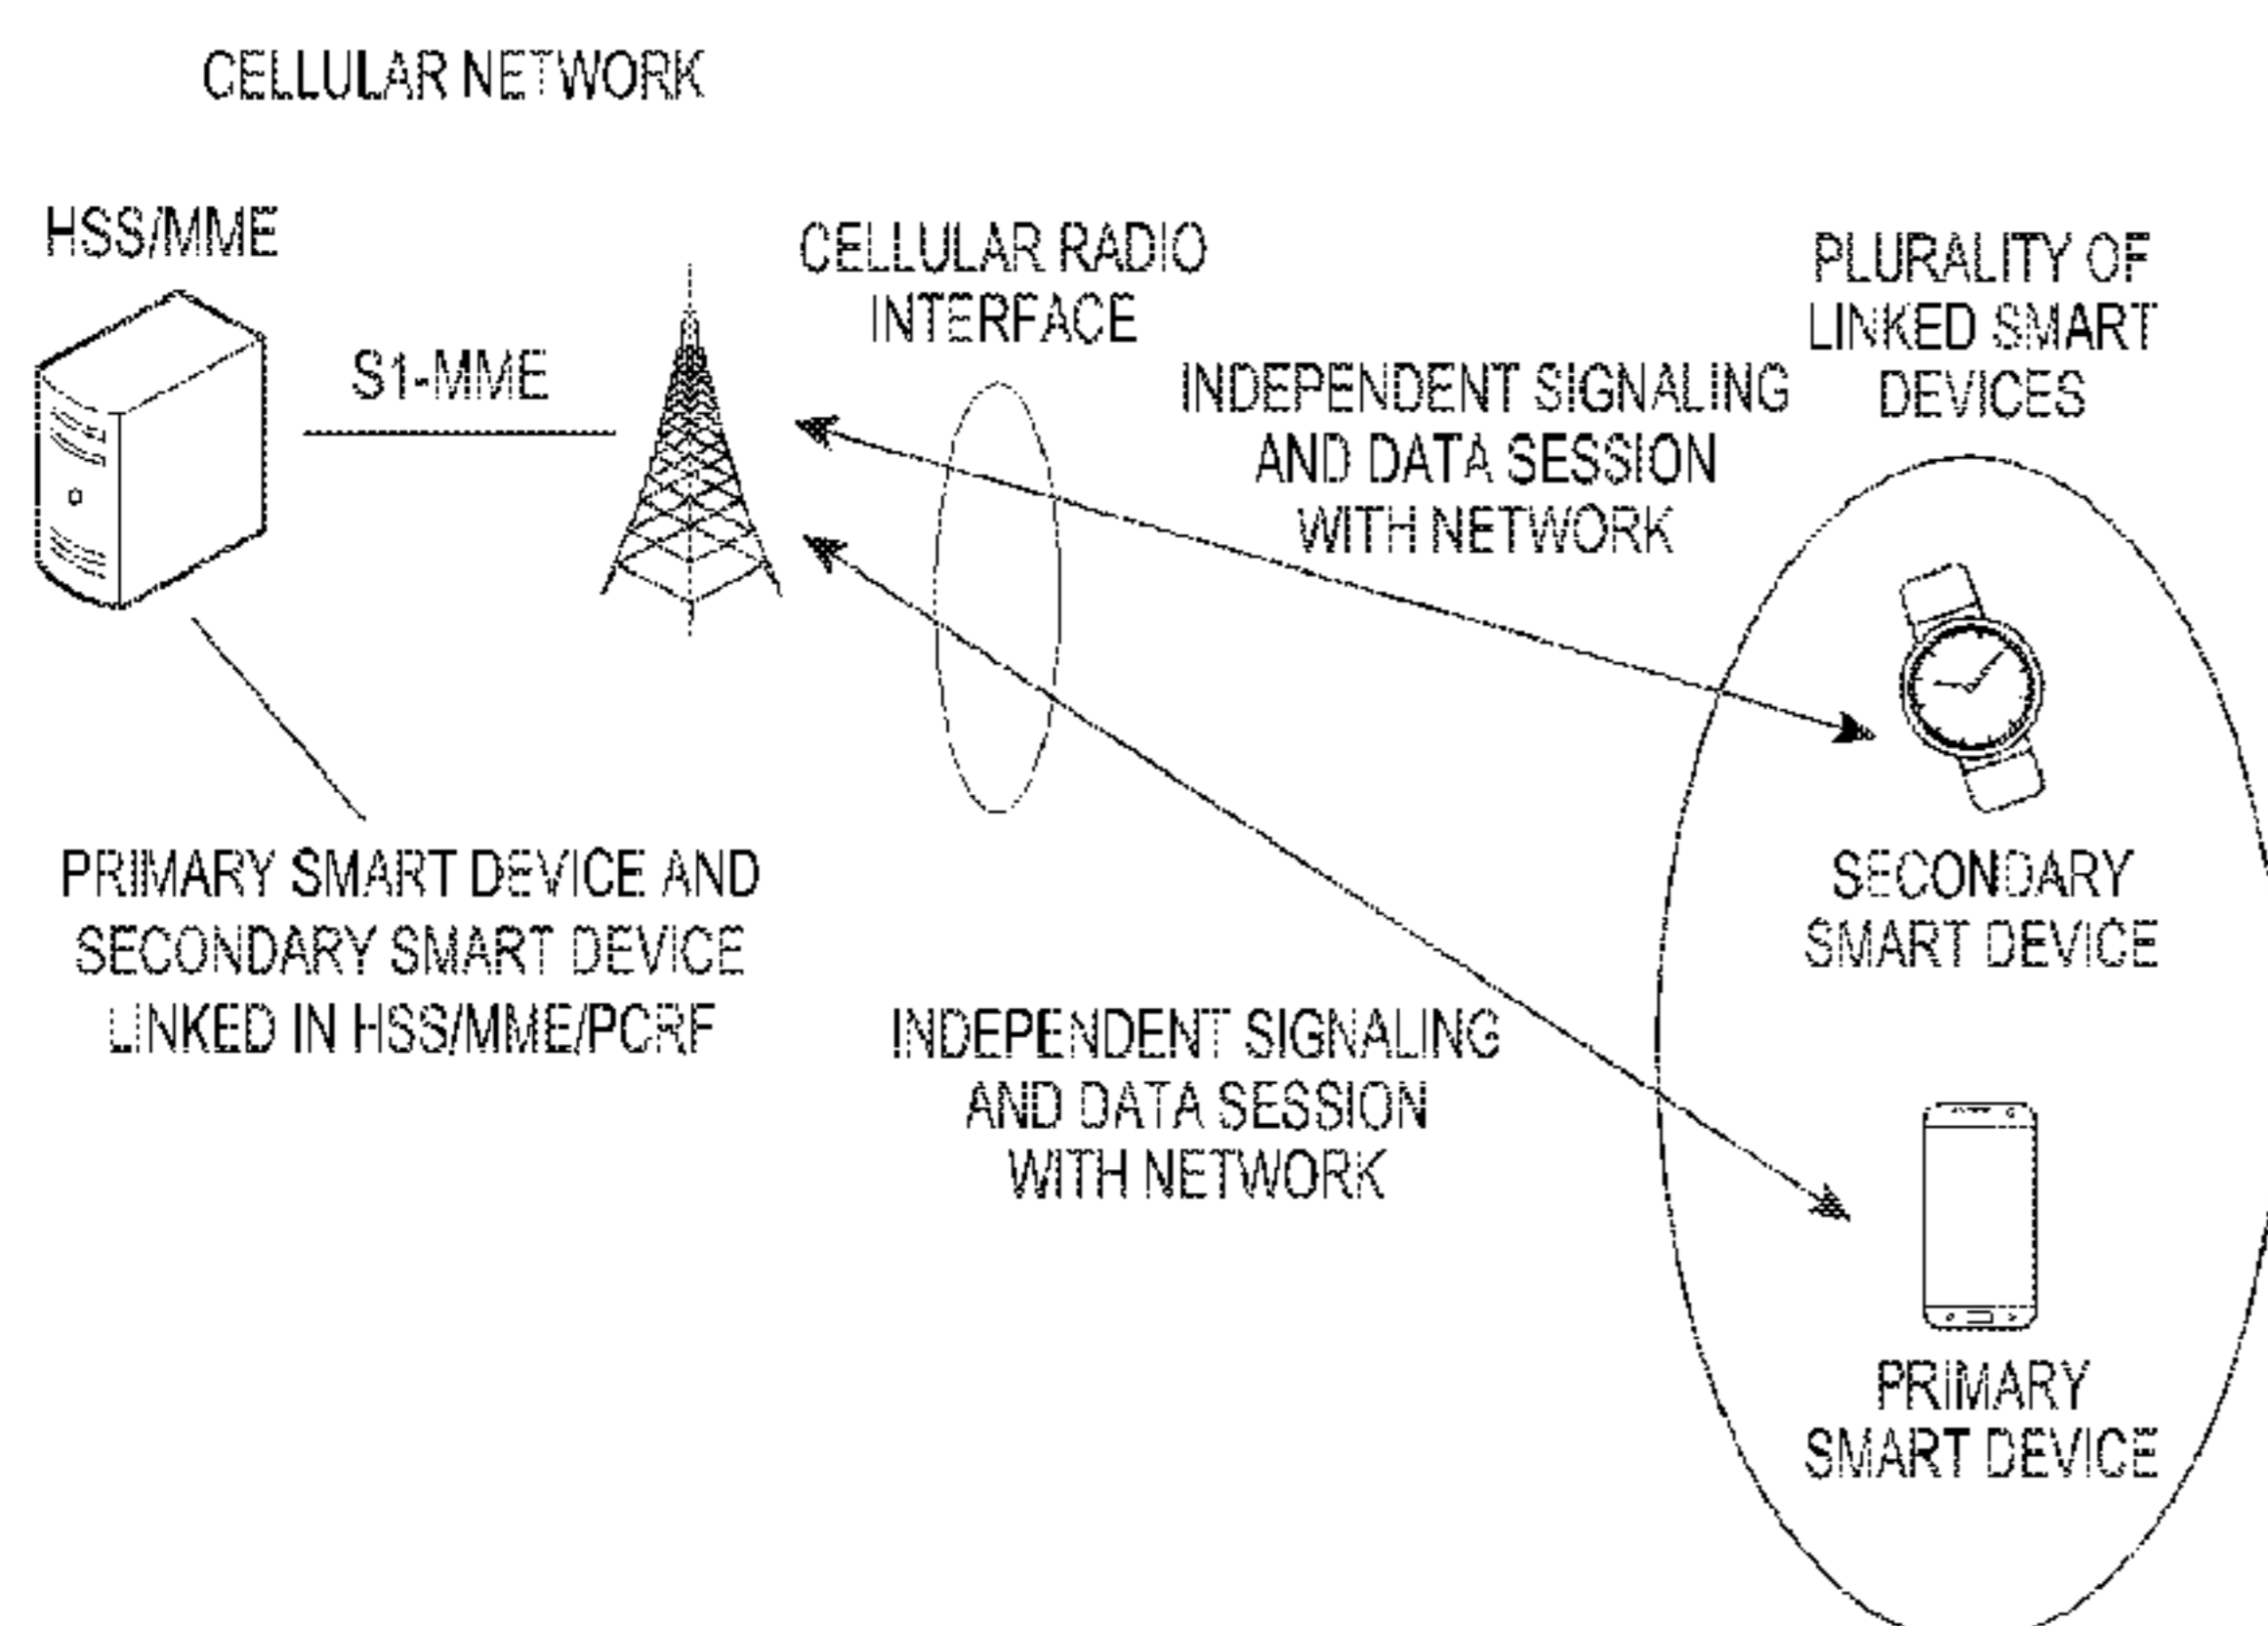 CELLULAR NETWORK
HSS/MME
S1-MME
CELLULAR RADIO
INTERFACE
INDEPENDENT SIGNALING
AND DATA SESSION
WITH NETWORK
PLURALITY OF
LINKED SMART
DEVICES
SECONDARY
SMART DEVICE
PRIMARY SMART DEVICE AND
SECONDARY SMART DEVICE
LINKED IN HSS/MME/PCRF
INDEPENDENT SIGNALING
AND DATA SESSION
WITH NETWORK
PRIMARY
SMART DEVICE